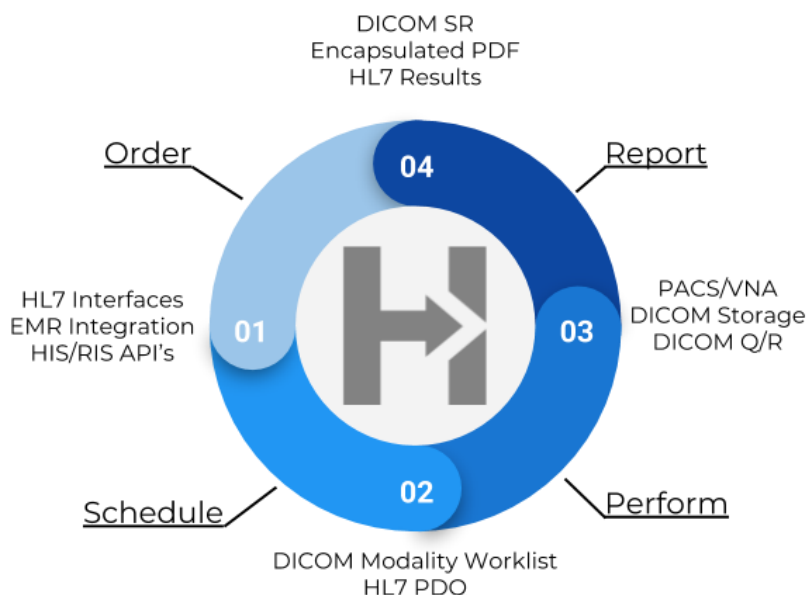 DICOM SR
Encapsulated PDF
HL7 Results
Order
04
Report
HL7 Interfaces
EMR Integration
HIS/RIS API's
01
03
PACS/VNA
DICOM Storage
DICOM Q/R
Schedule
02
Perform
DICOM Modality Worklist
HL7 PDQ